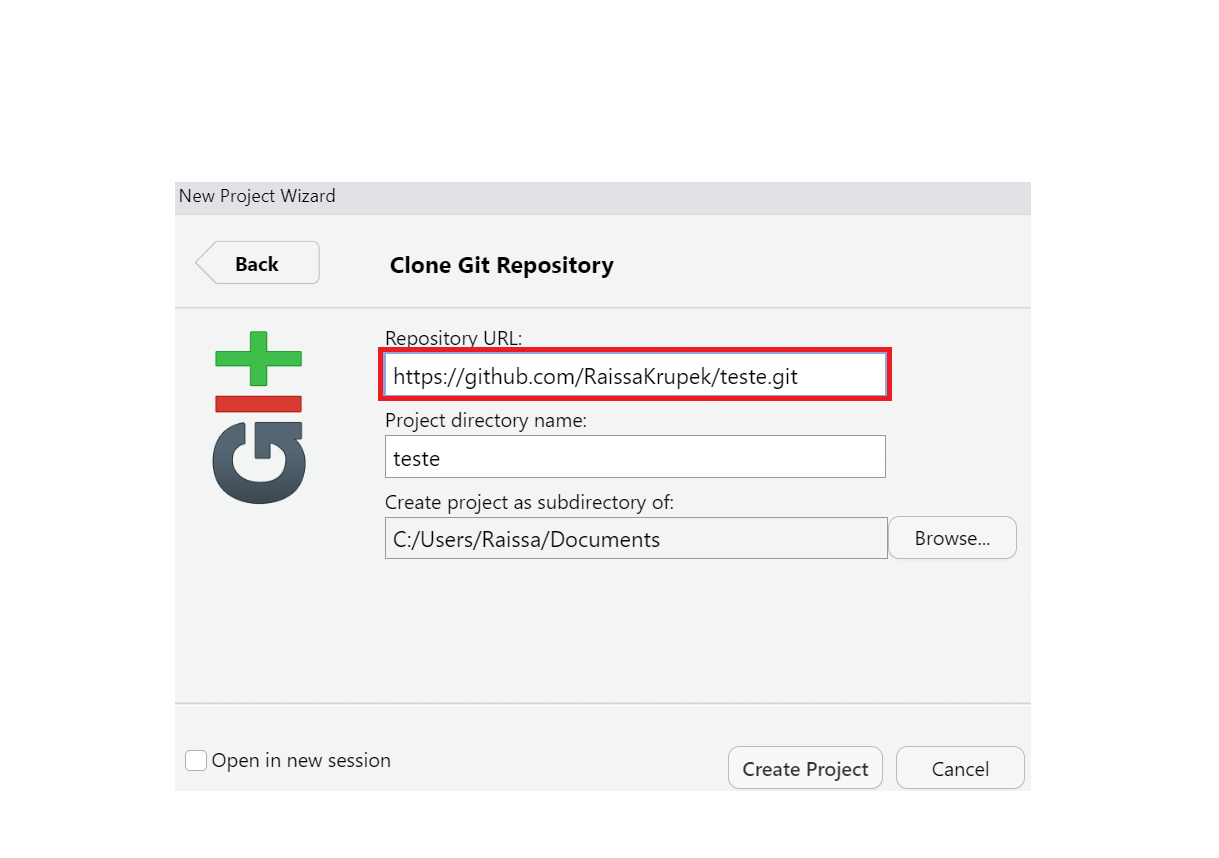 New Project Wizard
Back
Clone Git Repository
Git
Repository URL:
https://github.com/RaissaKrupek/teste.git
Project directory name:
teste
Create project as subdirectory of:
C:/Users/Raissa/Documents
Browse...
Open in new session
Create Project
Cancel